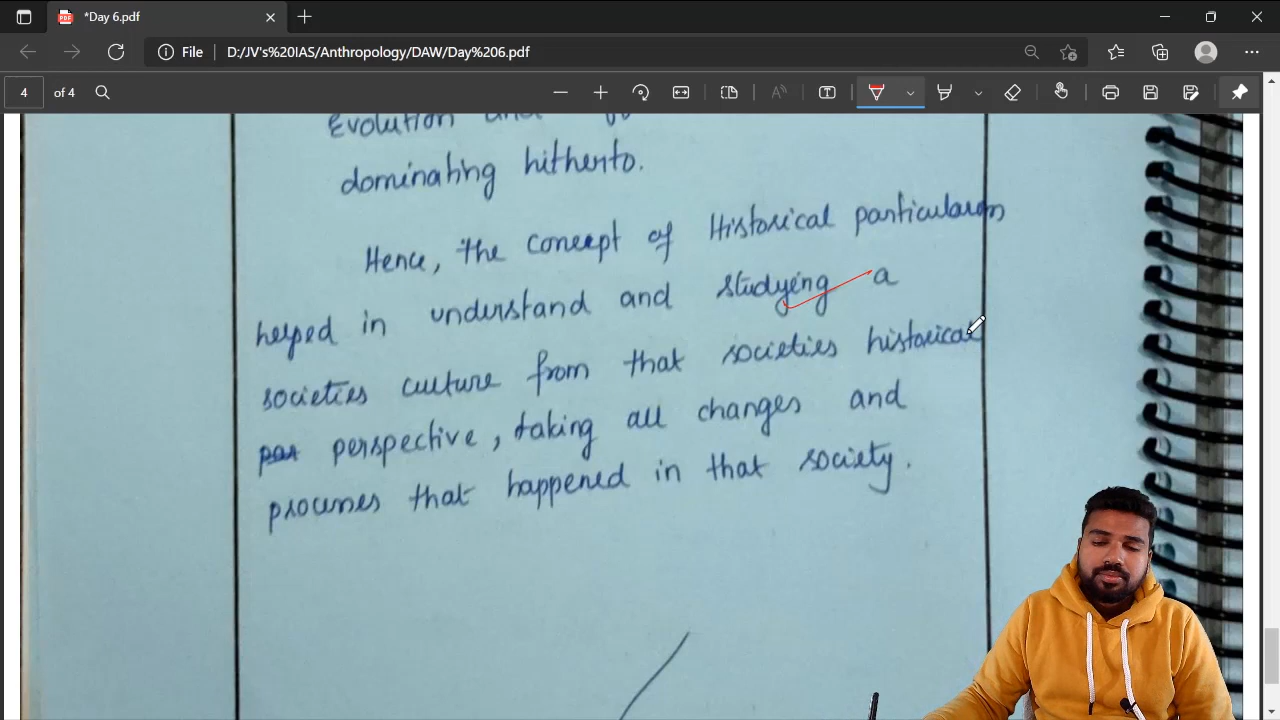 *Day 6.pdf
File D:/JV's%20IAS/Anthropology/DAW/Day%206.pdf
4 of 4
Evolution
dominating hitherto.
Hence, the concept of Historical particularsm
helped in understand and studying a
societies culture from that societies historical
perspective, taking all changes and
processes that happened in that society.